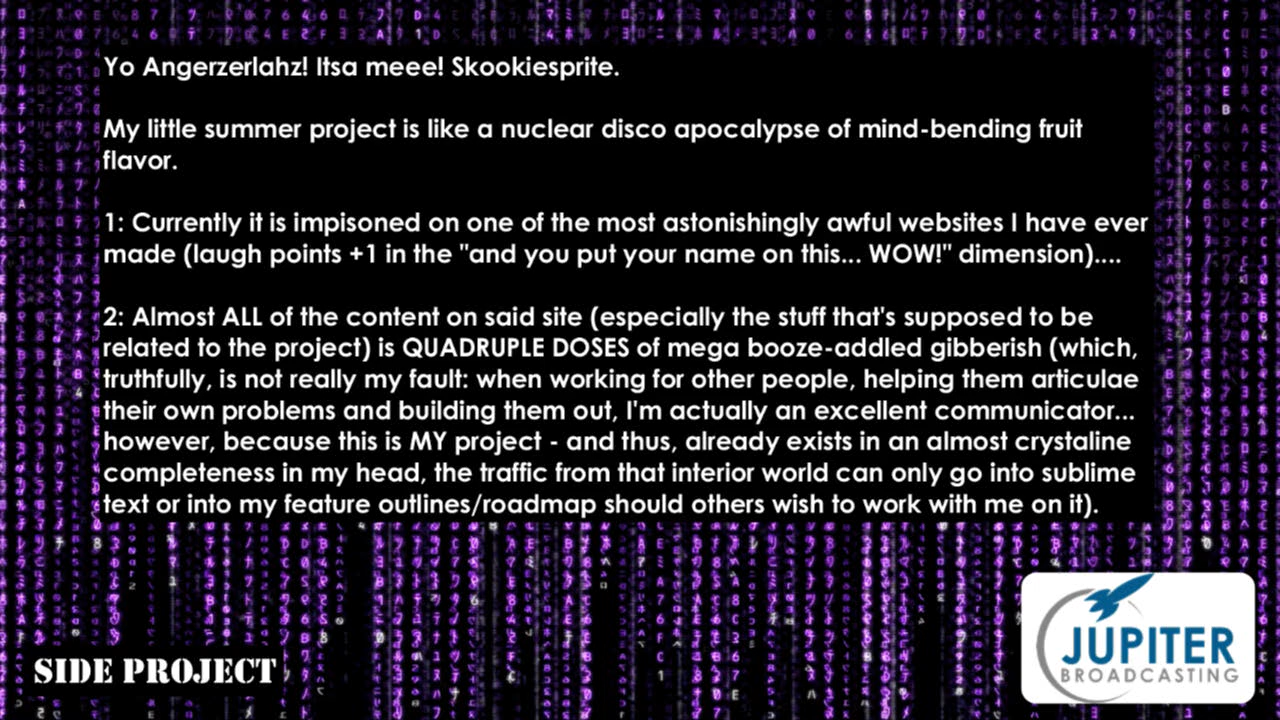 Yo Angerzerlahz! Itsa meee! Skookiesprite.
My little summer project is like a nuclear disco apocalypse of mind-bending fruit
flavor.
1: Currently it is impisoned on one of the most astonishingly awful websites I have ever
made (laugh points +1 in the "and you put your name on this... WOW!" dimension)....
2: Almost ALL of the content on said site (especially the stuff that's supposed to be
related to the project) is QUADRUPLE DOSES of mega booze-addled gibberish (which,
truthfully, is not really my fault: when working for other people, helping them articulae
their own problems and building them out, I'm actually an excellent communicator...
however, because this is MY project - and thus, already exists in an almost crystaline
completeness in my head, the traffic from that interior world can only go into sublime
text or into my feature outlines/roadmap should others wish to work with me on it).
SIDE PROJECT
JUPITER
BROADCASTING